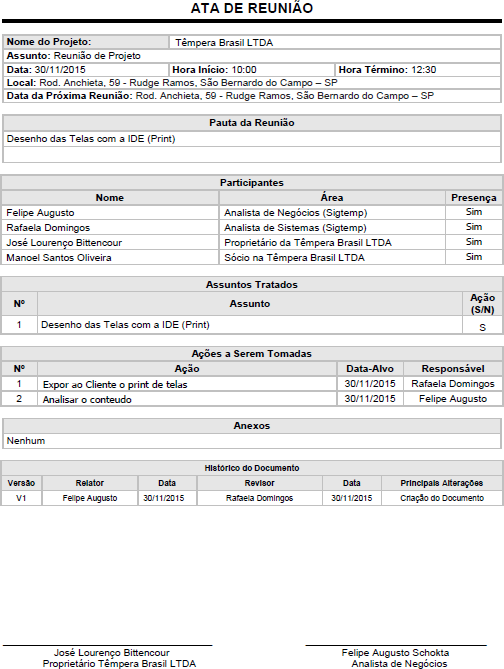 ATA DE REUNIÃO
Nome do Projeto: Têmpera Brasil LTDA
Assunto: Reunião de Projeto
Data: 30/11/2015 Hora Início: 10:00 Hora Término: 12:30
Local: Rod. Anchieta, 59 - Rudge Ramos, São Bernardo do Campo – SP
Data da Próxima Reunião: Rod. Anchieta, 59 - Rudge Ramos, São Bernardo do Campo – SP
Pauta da Reunião
Desenho das Telas com a IDE (Print)
Participantes
Nome Área Presença
Felipe Augusto Analista de Negócios (Sigtemp) Sim
Rafaela Domingos Analista de Sistemas (Sigtemp) Sim
José Lourenço Bittencour Proprietário da Têmpera Brasil LTDA Sim
Manoel Santos Oliveira Sócio na Têmpera Brasil LTDA Sim
Assuntos Tratados
Nº Assunto Ação (S/N)
1 Desenho das Telas com a IDE (Print) S
Ações a Serem Tomadas
Nº Ação Data-Alvo Responsável
1 Expor ao Cliente o print de telas 30/11/2015 Rafaela Domingos
2 Analisar o conteudo 30/11/2015 Felipe Augusto
Anexos
Nenhum
Histórico do Documento
Versão Relator Data Revisor Data Principais Alterações
V1 Felipe Augusto 30/11/2015 Rafaela Domingos 30/11/2015 Criação do Documento
José Lourenço Bittencour Felipe Augusto Schokta
Proprietário Têmpera Brasil LTDA Analista de Negócios